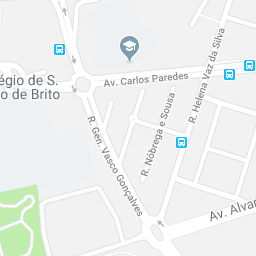 égio de S.
o de Brito
Av. Carlos Paredes
R. Helena Vaz da Silva
R. Nóbrega e Sousa
R. Gen. Vasco Gonçalves
Av. Alvar